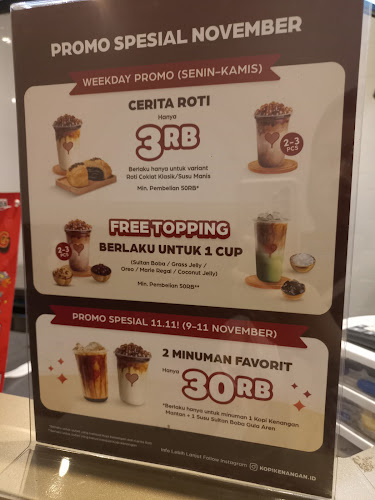 PROMO SPESIAL NOVEMBER
WEEKDAY PROMO (SENIN-KAMIS)
CERITA ROTI
Hanya
3RB
2-3
PCS
Berlaku hanya untuk variant
Roti Coklat Klasik/Susu Manis
Min. Pembelian 50RB*
FREE TOPPING
BERLAKU UNTUK 1 CUP
2-3
PCS
(Sultan Boba / Grass Jelly /
Oreo / Marie Regal / Coconut Jelly)
Min. Pembelian 50RB**
PROMO SPESIAL 11.11! (9-11 NOVEMBER)
2 MINUMAN FAVORIT
Hanya
30RB
*Berlaku hanya untuk minuman 1 Kopi Kenangan
Mantan + 1 Susu Sultan Boba Gula Aren
Info Lebih Lanjut Follow Instagram KOPIKENANGAN.ID